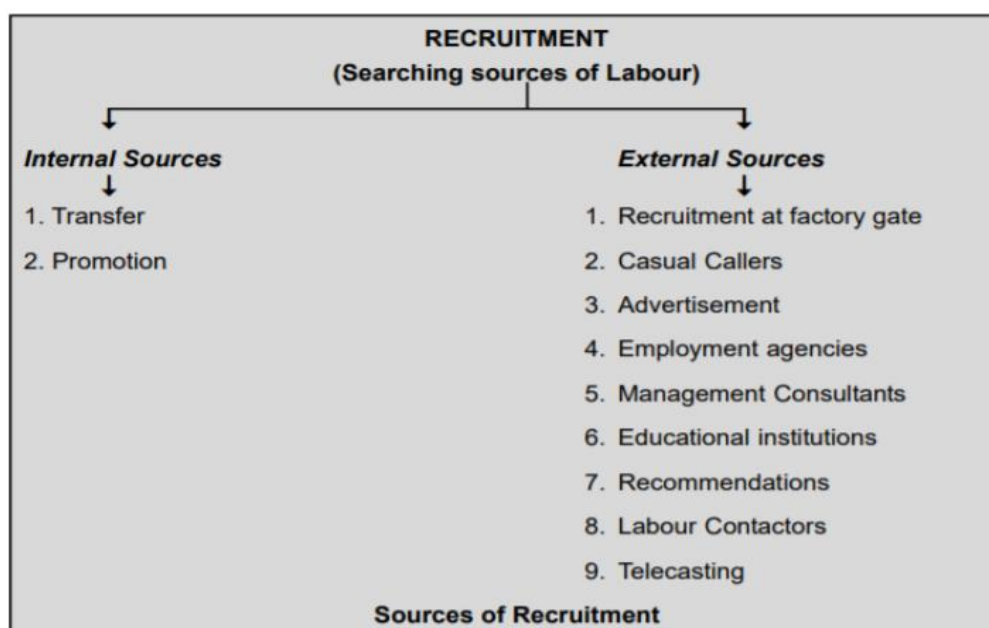 RECRUITMENT
(Searching sources of Labour)
Internal Sources
1. Transfer
2. Promotion
External Sources
1. Recruitment at factory gate
2. Casual Callers
3. Advertisement
4. Employment agencies
5. Management Consultants
6. Educational institutions
7. Recommendations
8. Labour Contactors
9. Telecasting
Sources of Recruitment